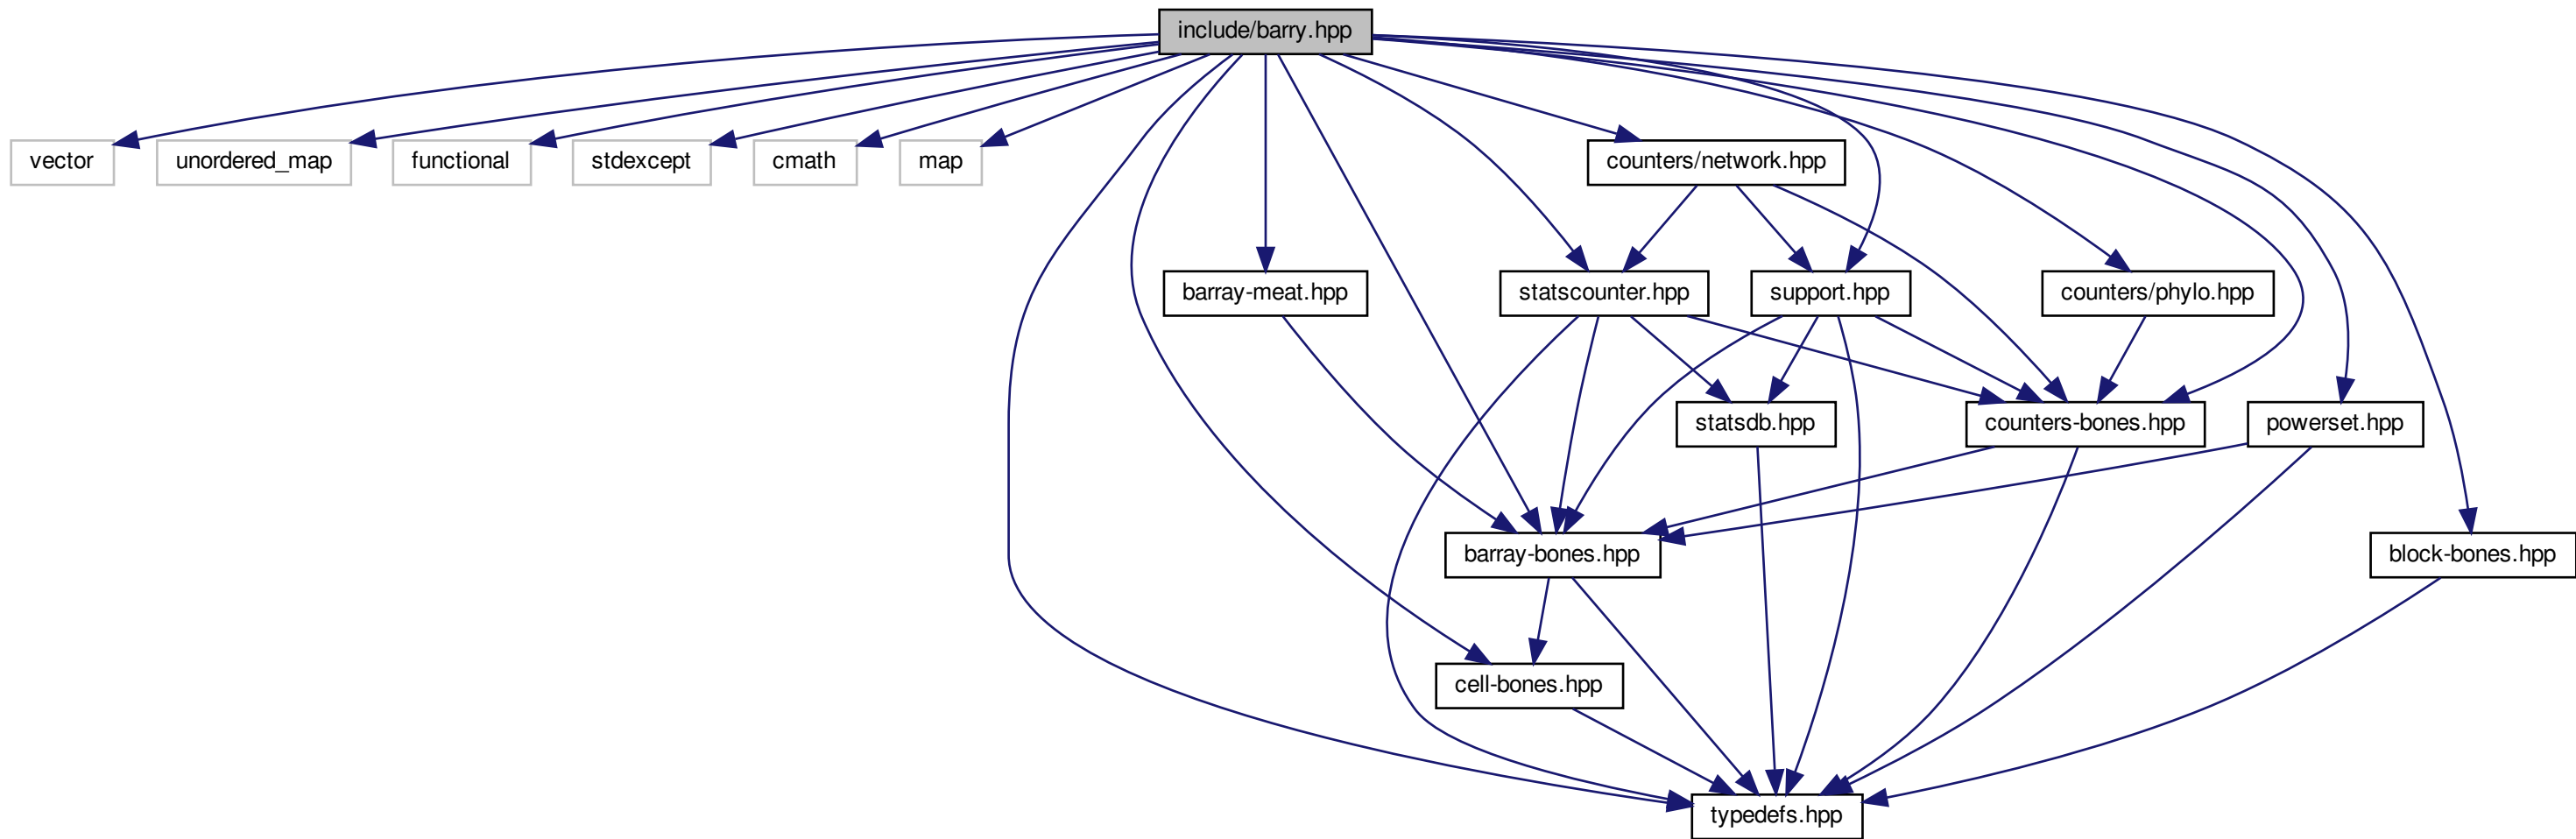 include/barry.hpp
vector
unordered_map
functional
stdexcept
cmath
map
counters/network.hpp
barray-meat.hpp
statscounter.hpp
support.hpp
counters/phylo.hpp
statsdb.hpp
counters-bones.hpp
powerset.hpp
barray-bones.hpp
block-bones.hpp
cell-bones.hpp
typedefs.hpp